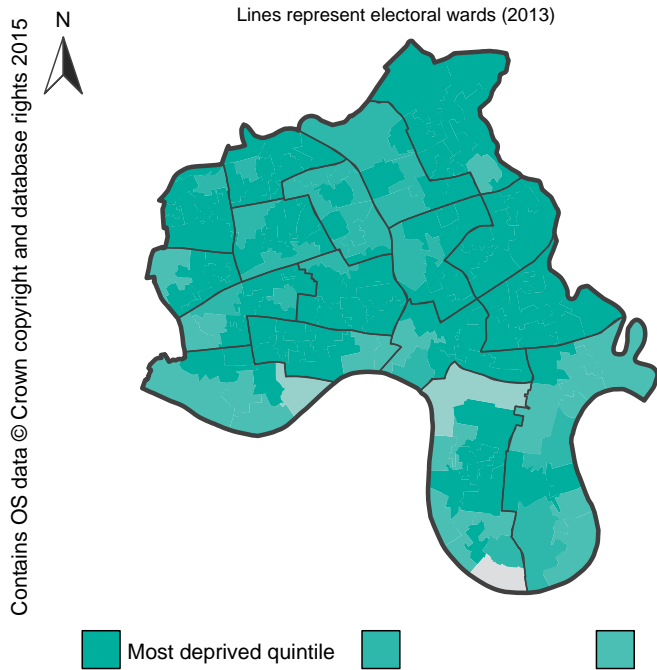 Lines represent electoral wards (2013)
N
Contains OS data © Crown copyright and database rights 2015
Most deprived quintile